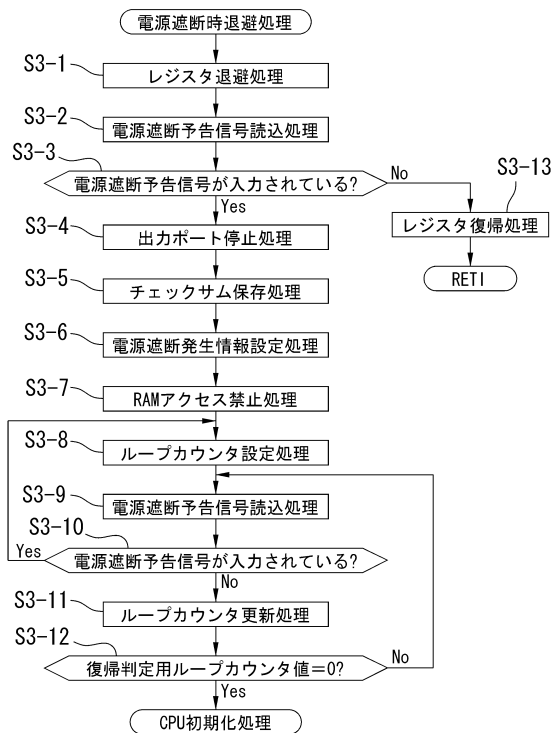 電源遮断時退避処理
S3-1
レジスタ退避処理
S3-2
電源遮断予告信号読込処理
S3-3
電源遮断予告信号が入力されている?
No
Yes
S3-13
レジスタ復帰処理
RETI
S3-4
出力ポート停止処理
S3-5
チェックサム保存処理
S3-6
電源遮断発生情報設定処理
S3-7
RAMアクセス禁止処理
S3-8
ループカウンタ設定処理
S3-9
電源遮断予告信号読込処理
S3-10
Yes
電源遮断予告信号が入力されている?
No
S3-11
ループカウンタ更新処理
S3-12
復帰判定用ループカウンタ値=0?
No
Yes
CPU初期化処理